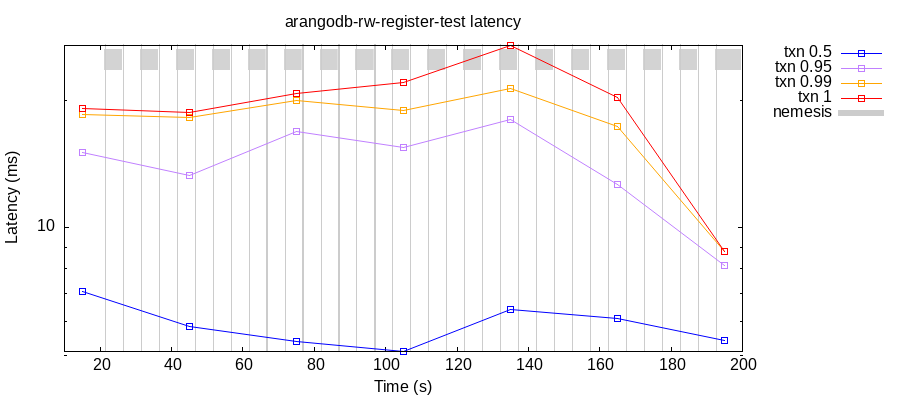 arangodb-rw-register-test latency
txn 0.5
txn 0.95
txn 0.99
txn 1
nemesis
Latency (ms)
10
20 40 60 80 100 120 140 160 180 200
Time (s)